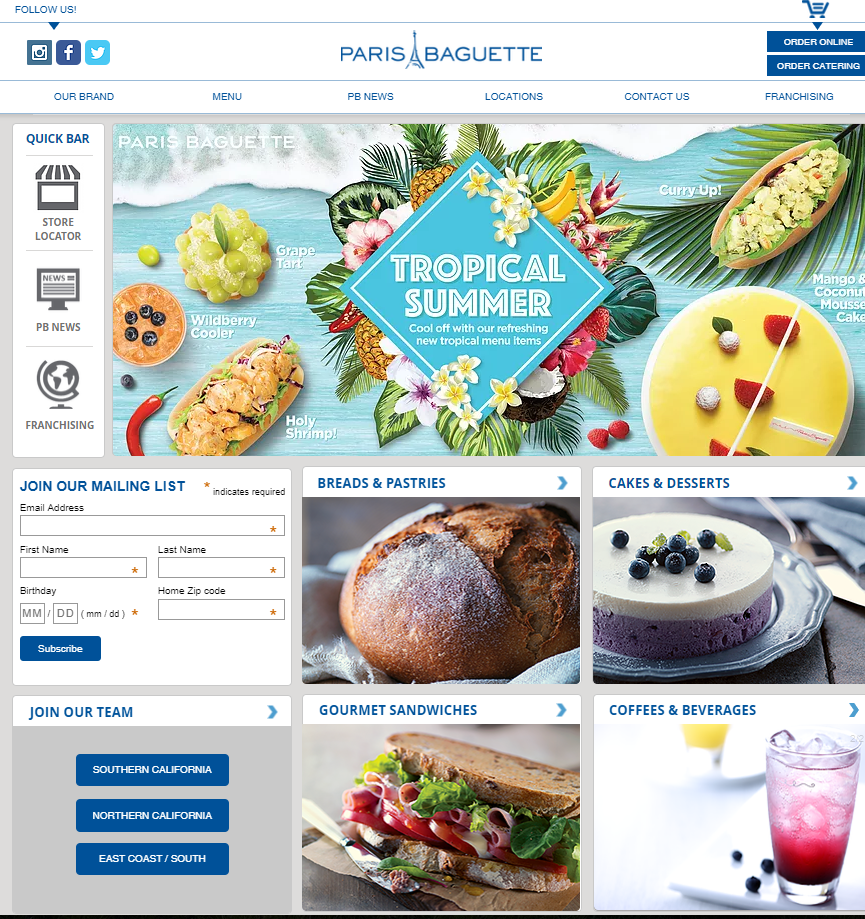 FOLLOW US!
PARIS BAGUETTE
ORDER ONLINE
ORDER CATERING
OUR BRAND
MENU
PB NEWS
LOCATIONS
CONTACT US
FRANCHISING
QUICK BAR
STORE
LOCATOR
NEWS
PB NEWS
FRANCHISING
PARIS BAGUETTE
Grape
Tart
Wildberry
Cooler
Holy
Shrimp!
TROPICAL
SUMMER
Cool off with our refreshing
new tropical menu items
Curry Up!
Mango &
Coconut
Mousse
Cake
JOIN OUR MAILING LIST
* indicates required
Email Address
*
First Name
Last Name
*
*
Birthday
Home Zip code
MM / DD ( mm / dd ) *
*
Subscribe
BREADS & PASTRIES
CAKES & DESSERTS
JOIN OUR TEAM
SOUTHERN CALIFORNIA
NORTHERN CALIFORNIA
EAST COAST / SOUTH
GOURMET SANDWICHES
COFFEES & BEVERAGES